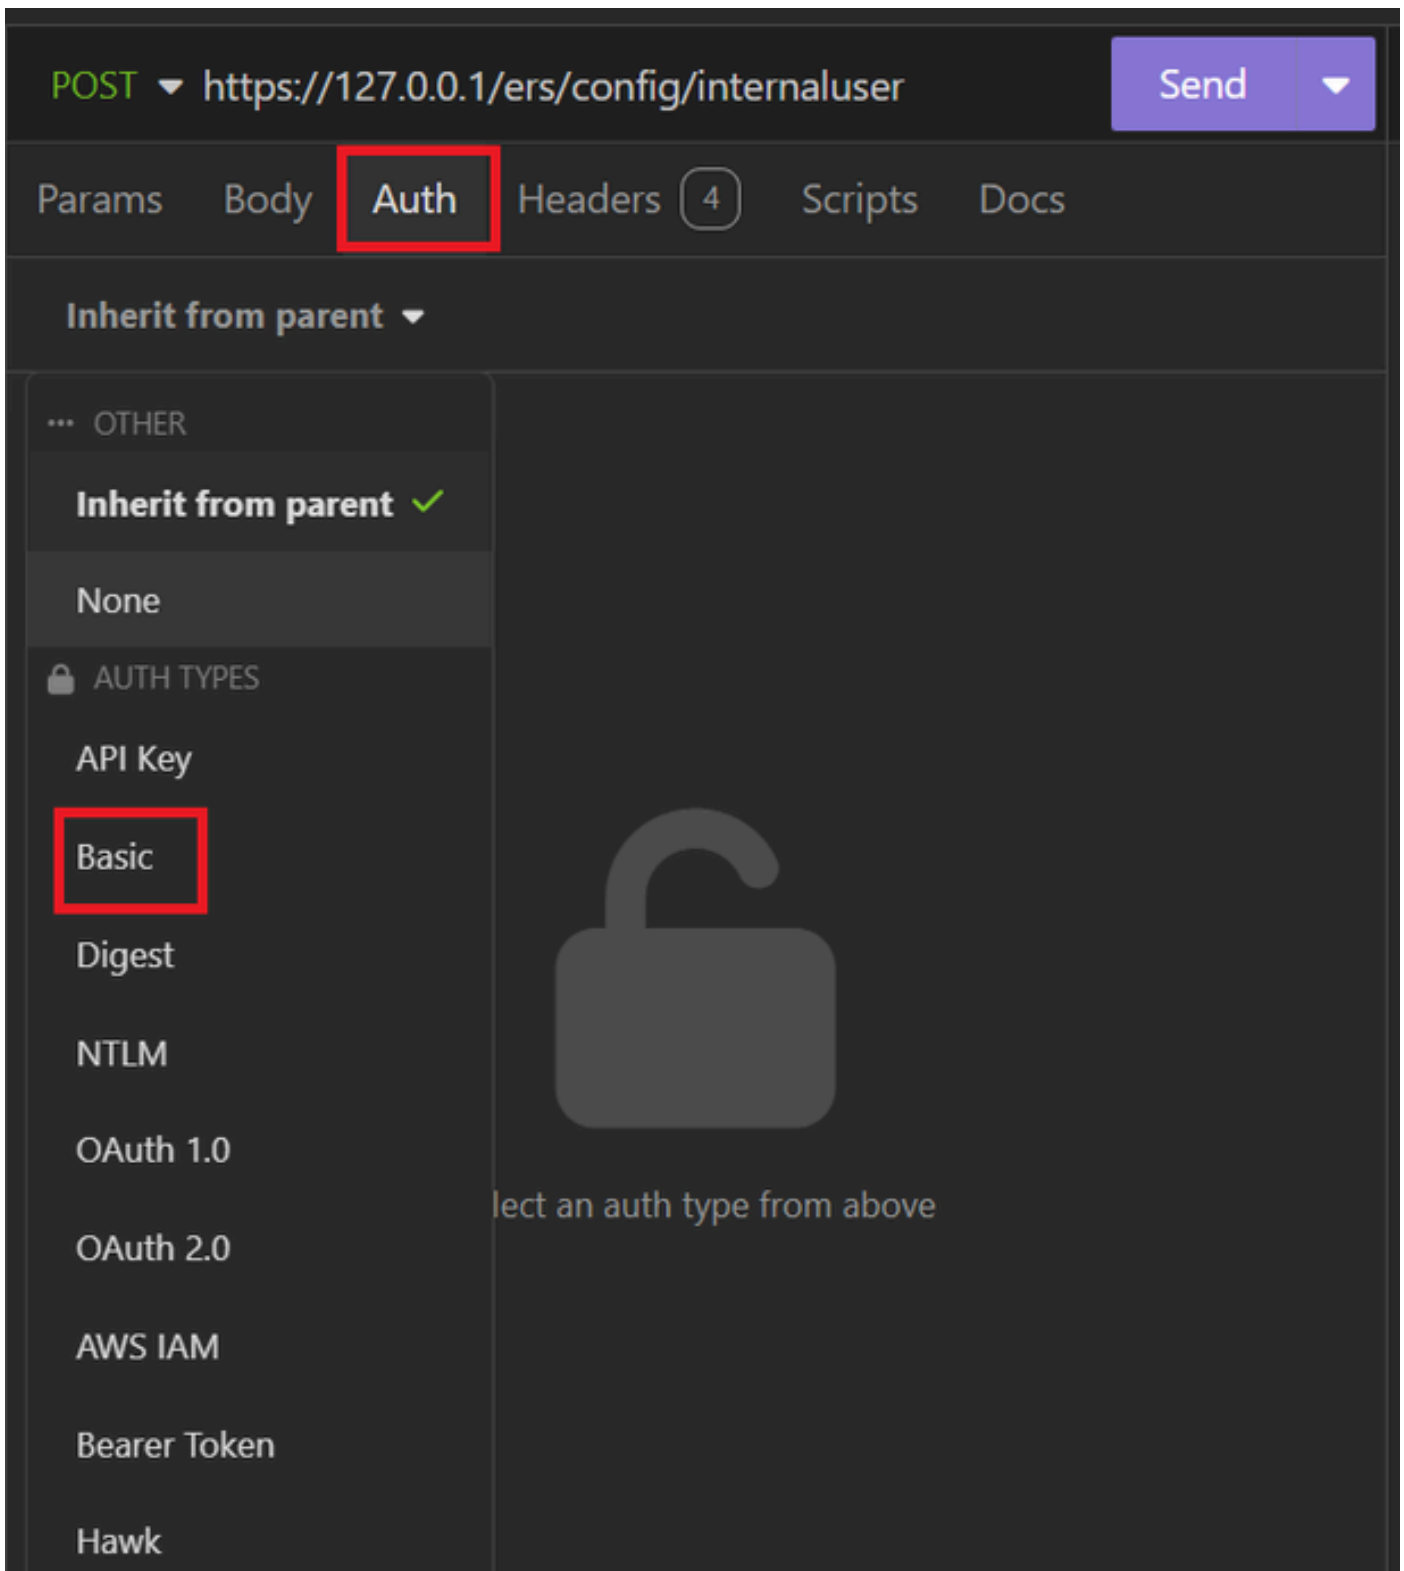 POST https://127.0.0.1/ers/config/internaluser Send
Params Body Auth Headers 4 Scripts Docs
Inherit from parent
OTHER
Inherit from parent
None
AUTH TYPES
API Key
Basic
Digest
NTLM
OAuth 1.0
lect an auth type from above
OAuth 2.0
AWS IAM
Bearer Token
Hawk